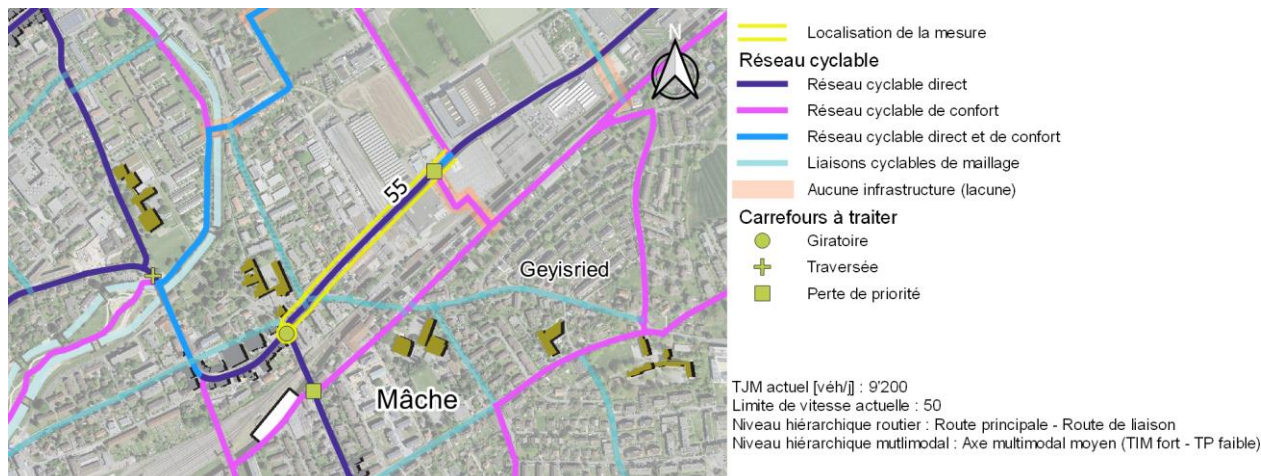 N
55
Geyisried
Mâche
Localisation de la mesure
Réseau cyclable
Réseau cyclable direct
Réseau cyclable de confort
Réseau cyclable direct et de confort
Liaisons cyclables de maillage
Aucune infrastructure (lacune)
Carrefours à traiter
Giratoire
Traversée
Perte de priorité
TJM actuel [véh/j] : 9'200
Limite de vitesse actuelle : 50
Niveau hiérarchique routier : Route principale - Route de liaison
Niveau hiérarchique mutlimodal : Axe multimodal moyen (TIM fort - TP faible)